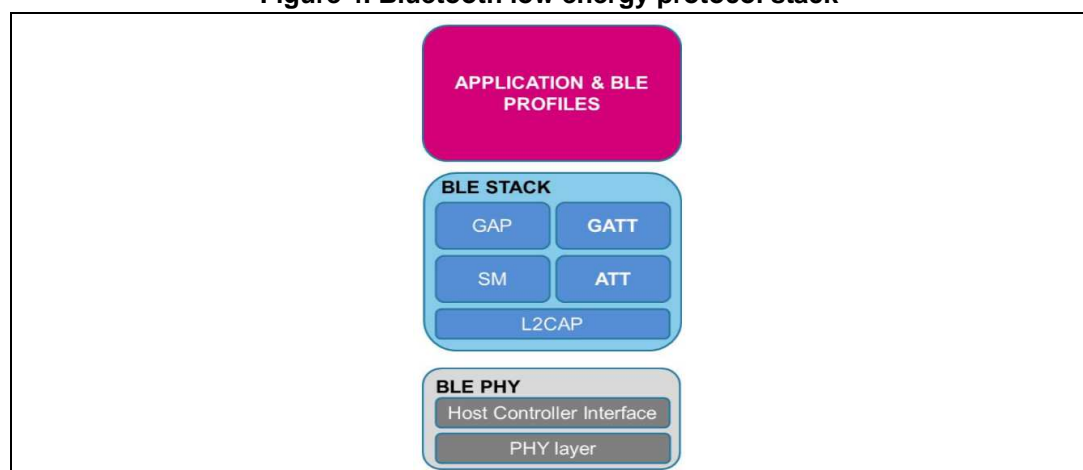 Figure 4. Bluetooth low energy protocol stack
APPLICATION & BLE
PROFILES
BLE STACK
GAP GATT
SM ATT
L2CAP
BLE PHY
Host Controller Interface
PHY layer